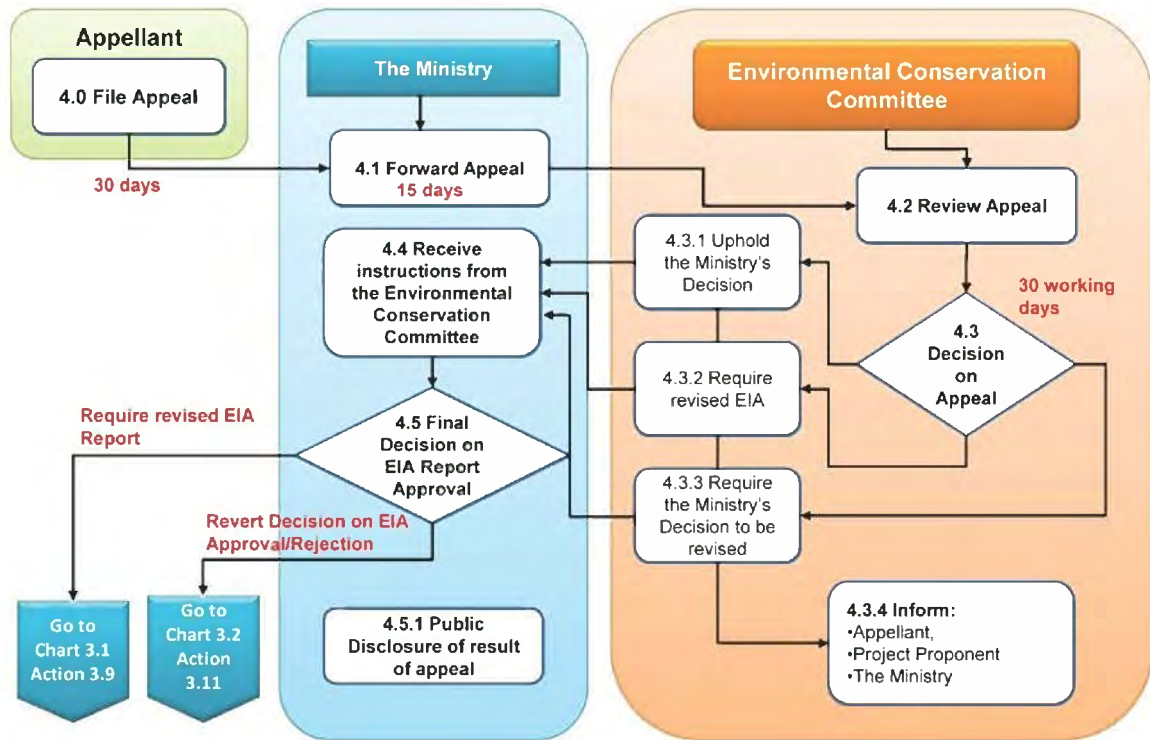 Appellant
4.0 File Appeal
30 days
The Ministry
4.1 Forward Appeal
15 days
4.4 Receive
instructions from
the Environmental
Conservation
Committee
4.5 Final
Decision on
EIA Report
Approval
Require revised EIA
Report
Revert Decision on EIA
Approval/Rejection
Go to
Chart 3.1
Action 3.9
Go to
Chart 3.2
Action
3.11
4.5.1 Public
Disclosure of result
of appeal
Environmental Conservation
Committee
4.2 Review Appeal
30 working
days
4.3
Decision
on
Appeal
4.3.1 Uphold
the Ministry's
Decision
4.3.2 Require
revised EIA
4.3.3 Require
the Ministry's
Decision to be
revised
4.3.4 Inform:
•Appellant,
•Project Proponent
•The Ministry